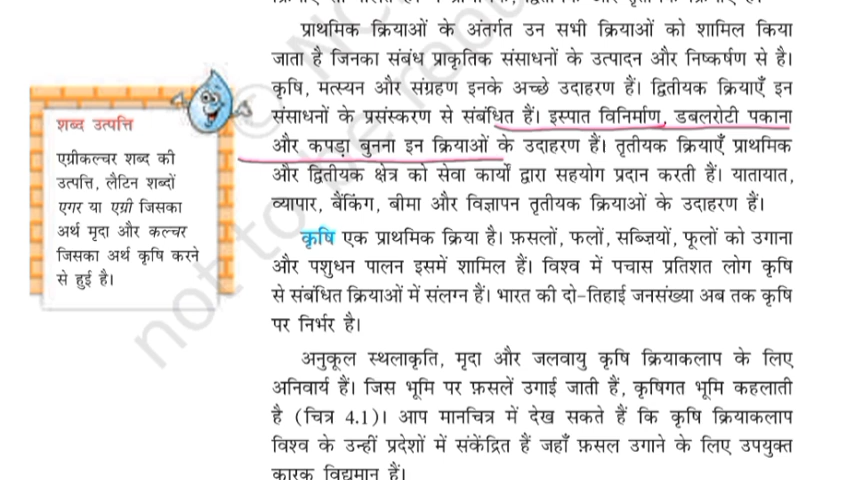 प्राथमिक क्रियाओं के अंतर्गत उन सभी क्रियाओं को शामिल किया
जाता है जिनका संबंध प्राकृतिक संसाधनों के उत्पादन और निष्कर्षण से है।
कृषि, मत्स्यन और संग्रहण इनके अच्छे उदाहरण हैं। द्वितीयक क्रियाएँ इन
संसाधनों के प्रसंस्करण से संबंधित हैं। इस्पात विनिर्माण, डबलरोटी पकाना
और कपड़ा बुनना इन क्रियाओं के उदाहरण हैं। तृतीयक क्रियाएँ प्राथमिक
और द्वितीयक क्षेत्र को सेवा कार्यों द्वारा सहयोग प्रदान करती हैं। यातायात,
व्यापार, बैंकिंग, बीमा और विज्ञापन तृतीयक क्रियाओं के उदाहरण हैं।
शब्द उत्पत्ति
एग्रीकल्चर शब्द की
उत्पत्ति, लैटिन शब्दों
एगर या एग्री जिसका
अर्थ मृदा और कल्चर
जिसका अर्थ कृषि करने
से हुई है।
कृषि एक प्राथमिक क्रिया है। फ़सलों, फलों, सब्ज़ियों, फूलों को उगाना
और पशुधन पालन इसमें शामिल हैं। विश्व में पचास प्रतिशत लोग कृषि
से संबंधित क्रियाओं में संलग्न हैं। भारत की दो-तिहाई जनसंख्या अब तक कृषि
पर निर्भर है।
अनुकूल स्थलाकृति, मृदा और जलवायु कृषि क्रियाकलाप के लिए
अनिवार्य हैं। जिस भूमि पर फ़सलें उगाई जाती हैं, कृषिगत भूमि कहलाती
है (चित्र 4.1)। आप मानचित्र में देख सकते हैं कि कृषि क्रियाकलाप
विश्व के उन्हीं प्रदेशों में संकेंद्रित हैं जहाँ फ़सल उगाने के लिए उपयुक्त
कारक विद्यमान हैं।
not to be